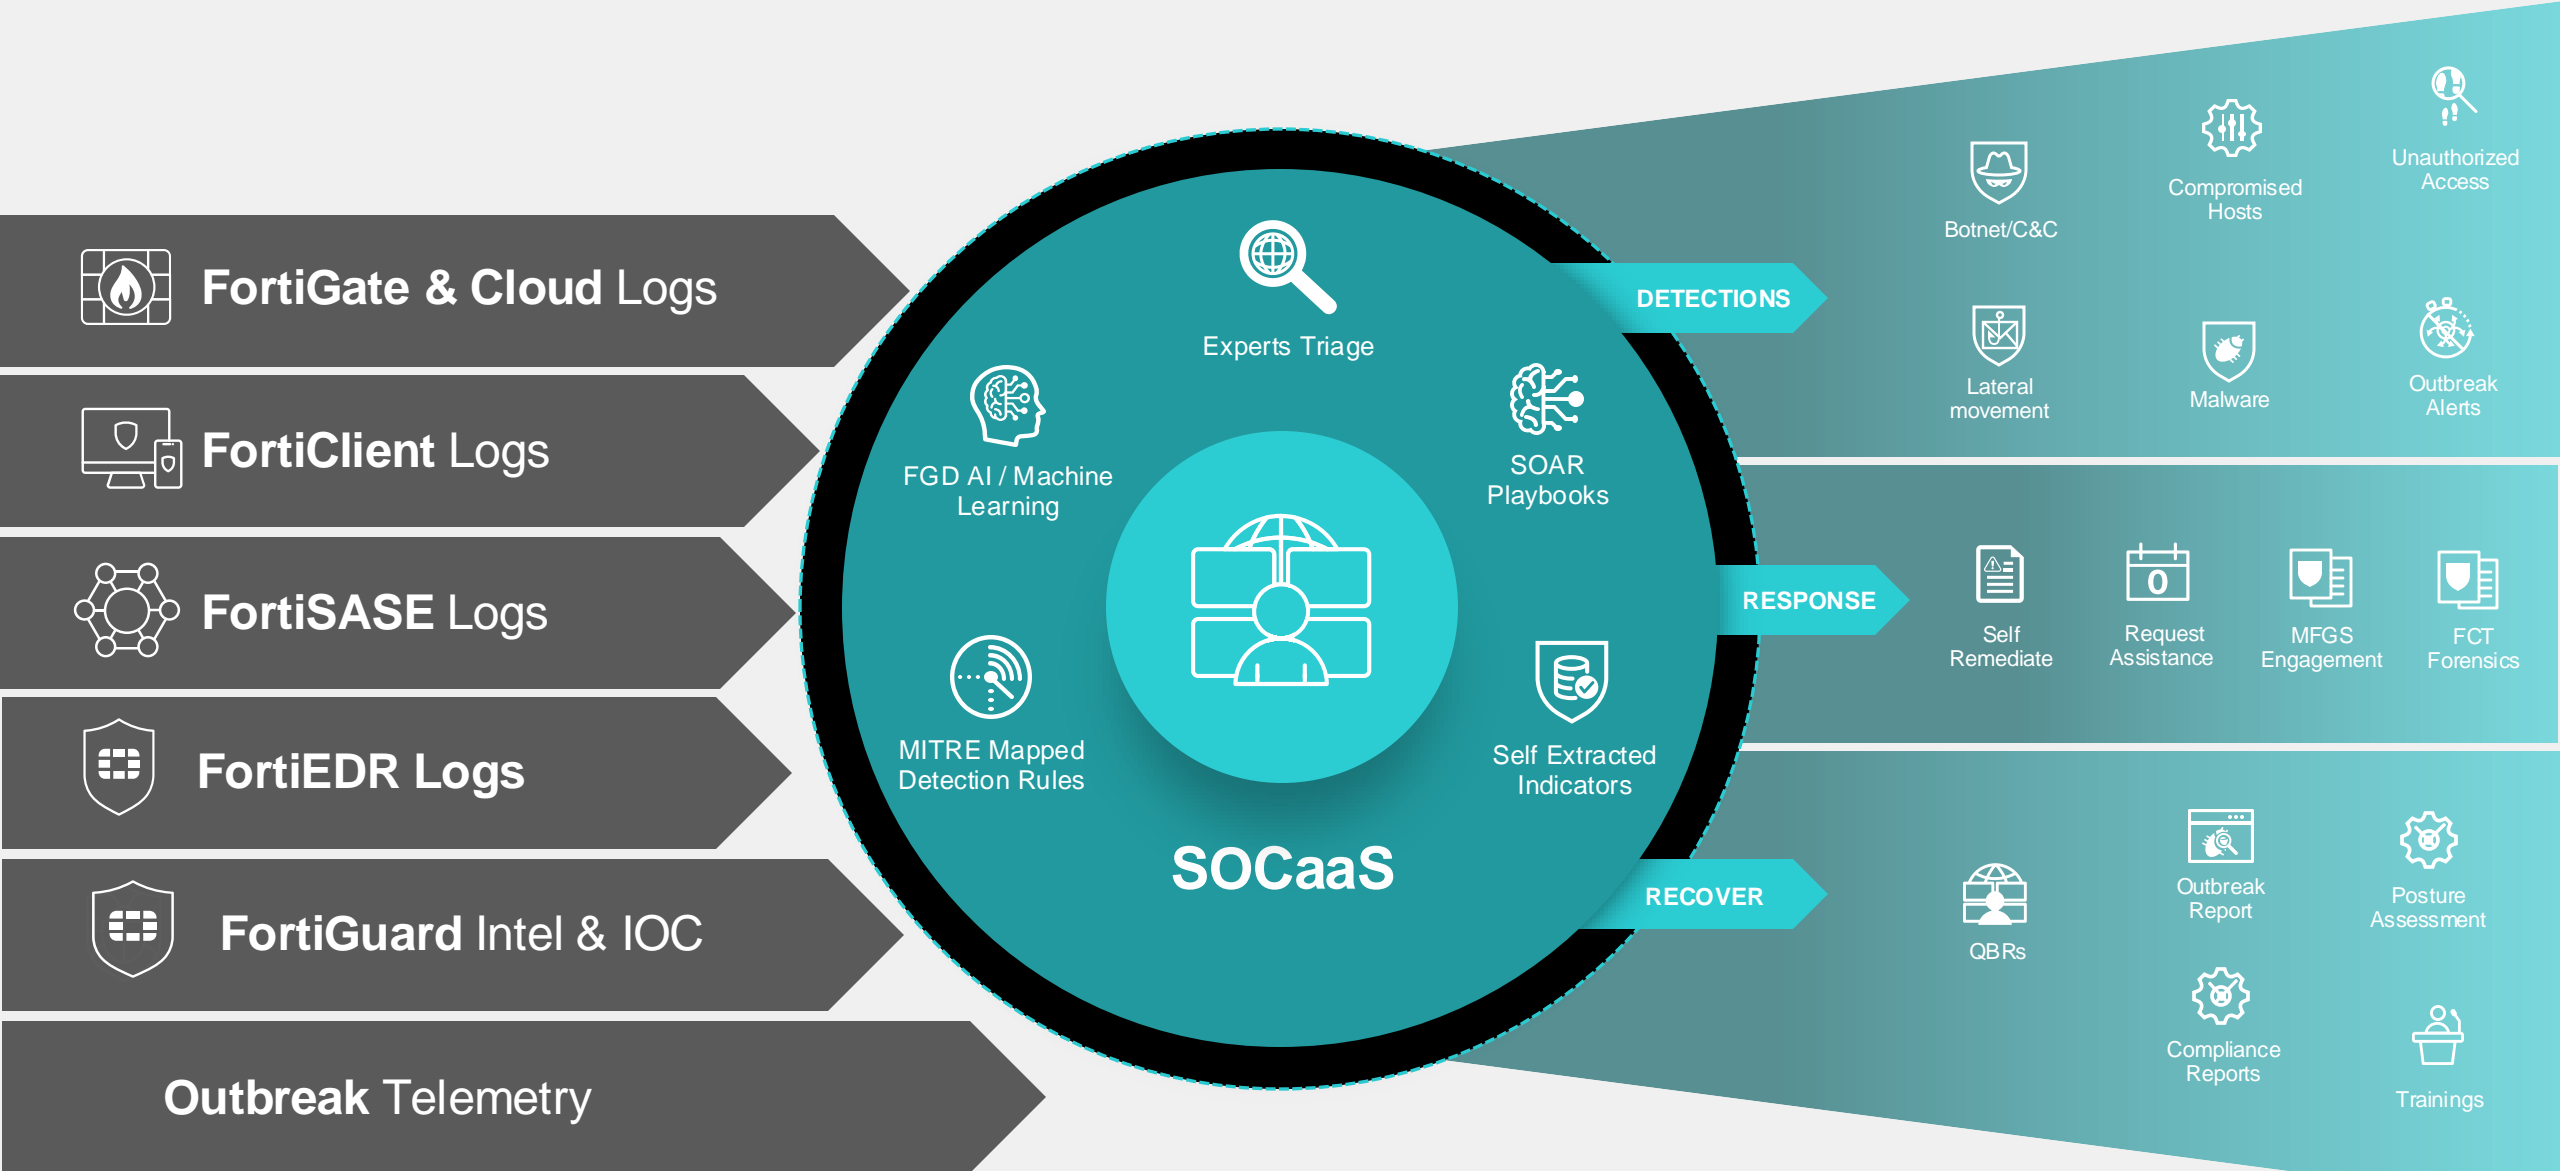 FortiGate & Cloud Logs
FortiClient Logs
FortiSASE Logs
FortiEDR Logs
FortiGuard Intel & IOC
Outbreak Telemetry
Experts Triage
FGD AI / Machine
Learning
SOAR
Playbooks
MITRE Mapped
Detection Rules
Self Extracted
Indicators
SOCaaS
DETECTIONS
Botnet/C&C
Compromised
Hosts
Unauthorized
Access
Lateral
movement
Malware
Outbreak
Alerts
RESPONSE
Self
Remediate
0
Request
Assistance
MFGS
Engagement
FCT
Forensics
RECOVER
QBRs
Outbreak
Report
Posture
Assessment
Compliance
Reports
Trainings